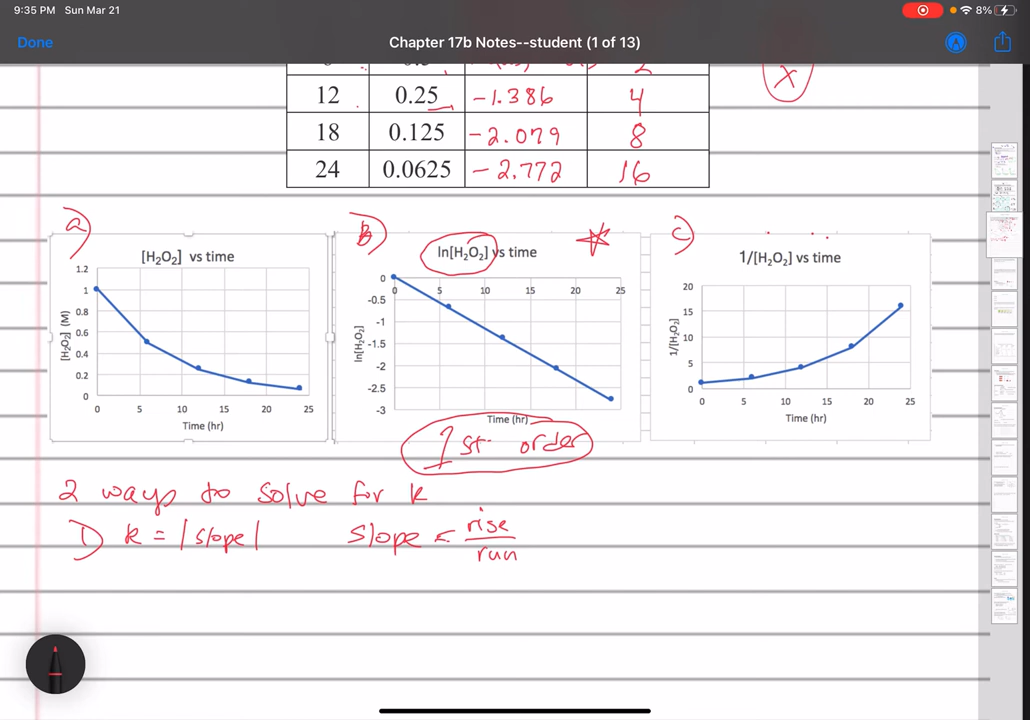 9:35 PM Sun Mar 21
8%
Done
Chapter 17b Notes--student (1 of 13)
x
12 0.25 -1.386 4
18 0.125 -2.079 8
24 0.0625 -2.772 16
a) B) c)
[H₂O₂] vs time
1.2
1
0.8
0.6
0.4
0.2
0
[H₂O₂] (M)
0 5 10 15 20 25
Time (hr)
ln[H₂O₂] vs time
0
-0.5
-1
-1.5
-2
-2.5
-3
ln[H₂O₂]
0 5 10 15 20 25
Time (hr)
1st order
1/[H₂O₂] vs time
20
15
10
5
0
1/[H₂O₂]
0 5 10 15 20 25
Time (hr)
2 ways to solve for k
1) k = |slope| slope = rise
run